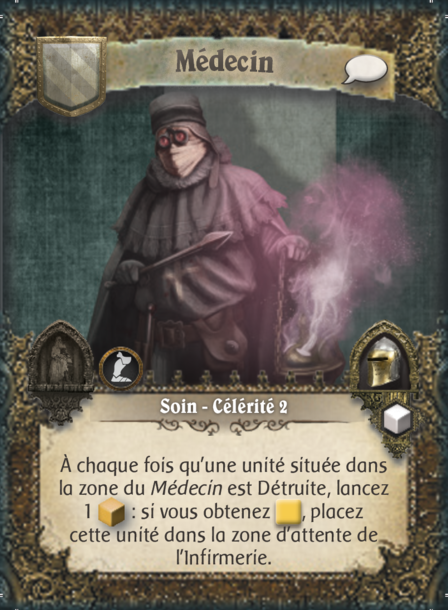 Médecin
Soin - Célérité 2
À chaque fois qu'une unité située dans
la zone du Médecin est Détruite, lancez
1 : si vous obtenez , placez
cette unité dans la zone d'attente de
l'Infirmerie.